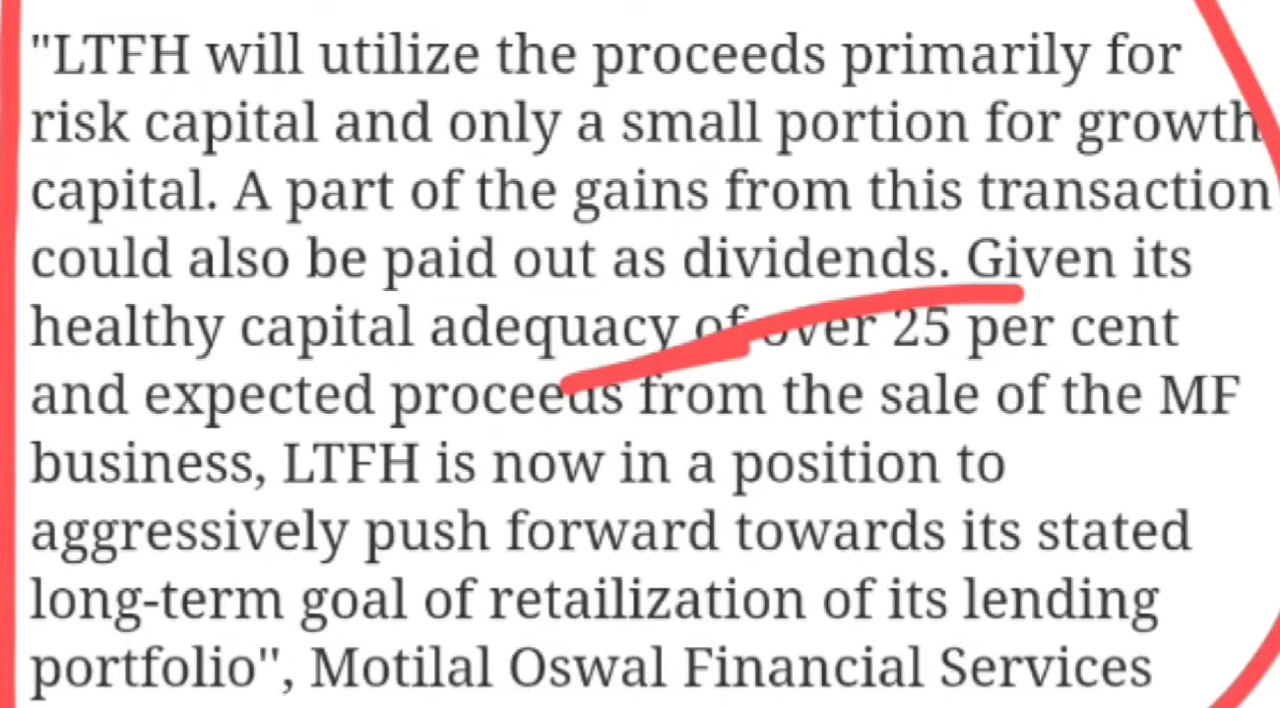 "LTFH will utilize the proceeds primarily for
risk capital and only a small portion for growth
capital. A part of the gains from this transaction
could also be paid out as dividends. Given its
healthy capital adequacy of over 25 per cent
and expected proceeds from the sale of the MF
business, LTFH is now in a position to
aggressively push forward towards its stated
long-term goal of retailization of its lending
portfolio", Motilal Oswal Financial Services